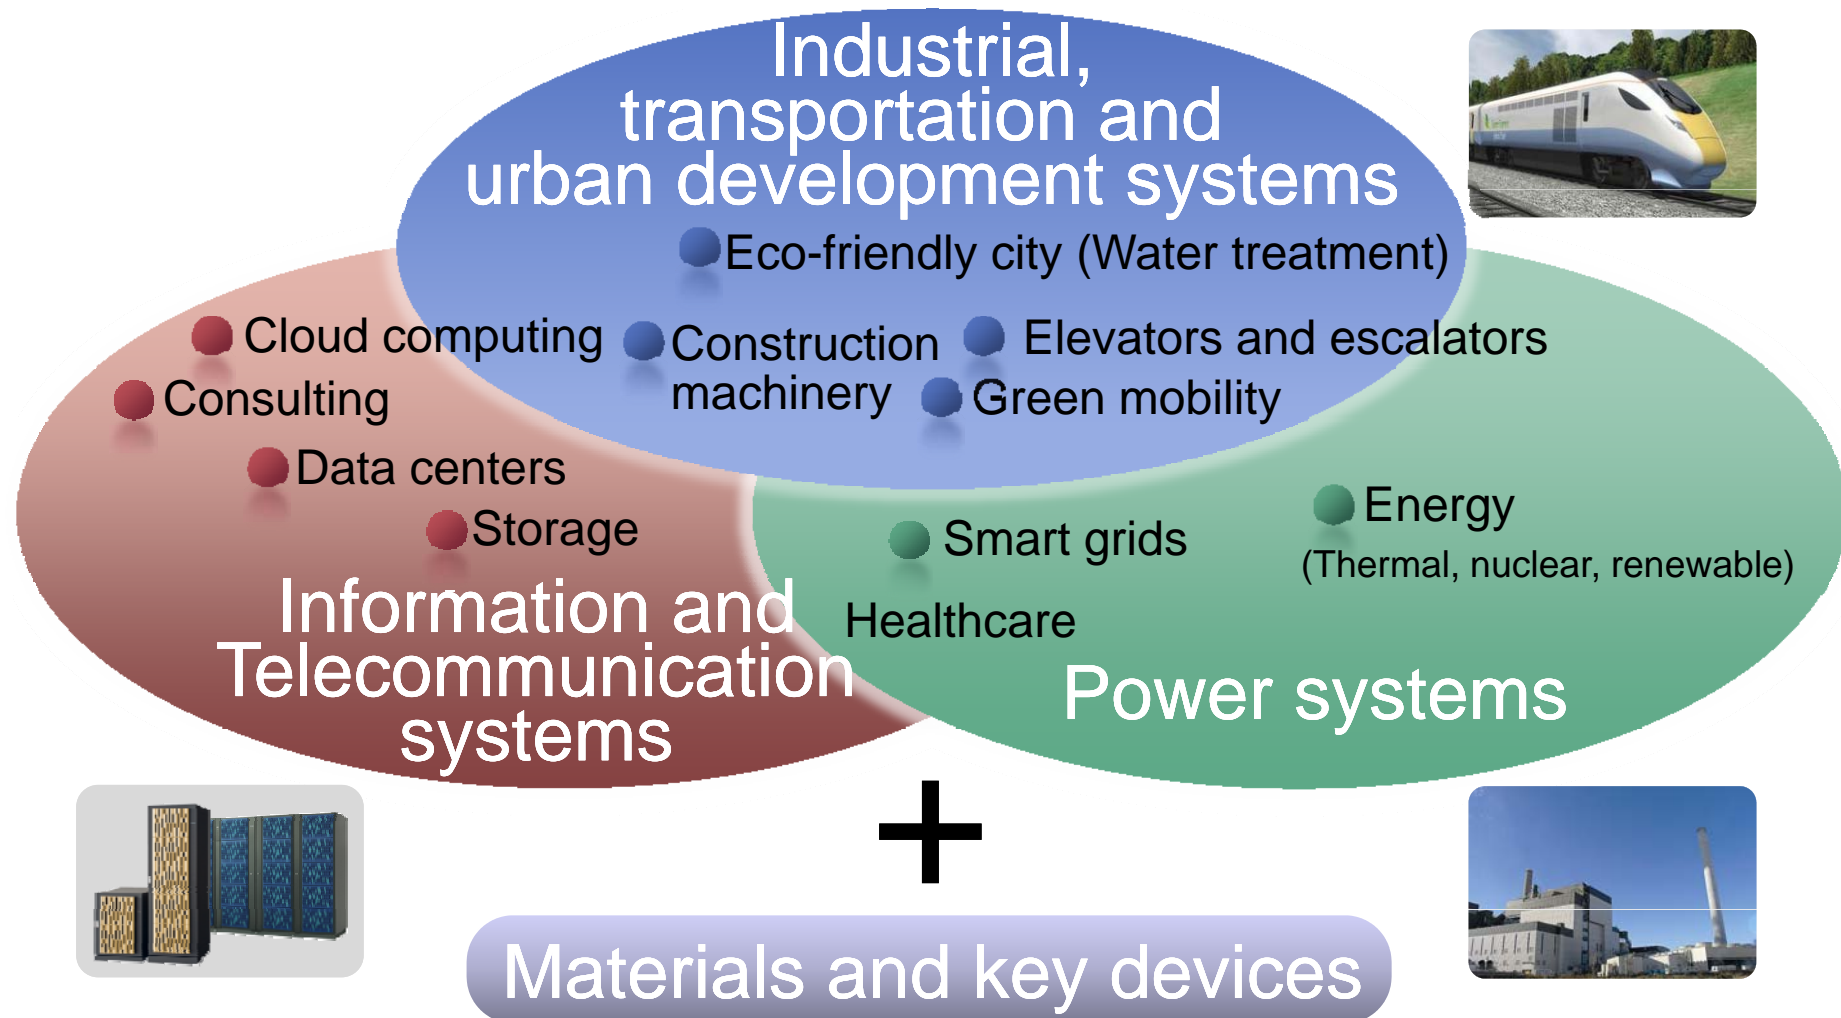 Industrial,
transportation and
urban development systems
Eco-friendly city (Water treatment)
Cloud computing
Construction
machinery
Elevators and escalators
Consulting
Green mobility
Data centers
Storage
Smart grids
Energy
(Thermal, nuclear, renewable)
Information and
Telecommunication
systems
Healthcare
Power systems
+
Materials and key devices